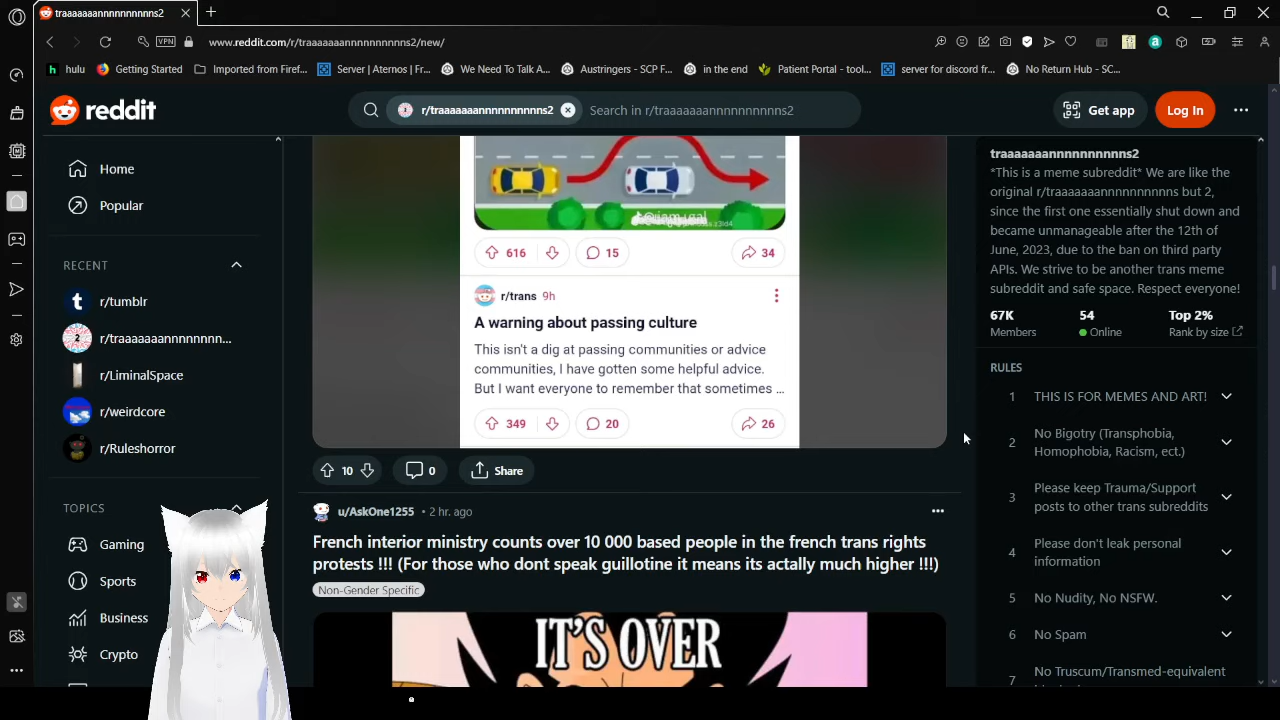 traaaaaaannnnnnnnnns2
VPN
www.reddit.com/r/traaaaaaannnnnnnnnns2/new/
hulu
Getting Started
Imported from Firef...
Server | Aternos | Fr...
We Need To Talk A...
Austringers - SCP F...
in the end
Patient Portal - tool...
server for discord fr...
No Return Hub - SC...
reddit
r/traaaaaaannnnnnnnnns2
Search in r/traaaaaaannnnnnnnnns2
Get app
Log In
Home
Popular
RECENT
r/tumblr
r/traaaaaaannnnnnn...
r/LiminalSpace
r/weirdcore
r/Ruleshorror
TOPICS
Gaming
Sports
Business
Crypto
616
15
34
r/trans 9h
A warning about passing culture
This isn't a dig at passing communities or advice
communities, I have gotten some helpful advice.
But I want everyone to remember that sometimes ...
349
20
26
10
0
Share
u/AskOne1255 • 2 hr. ago
French interior ministry counts over 10 000 based people in the french trans rights
protests !!! (For those who dont speak guillotine it means its actally much higher !!!)
Non-Gender Specific
IT'S OVER
traaaaaaannnnnnnnnns2
*This is a meme subreddit* We are like the
original r/traaaaaaannnnnnnnnns but 2,
since the first one essentially shut down and
became unmanageable after the 12th of
June, 2023, due to the ban on third party
APIs. We strive to be another trans meme
subreddit and safe space. Respect everyone!
67K
54
Top 2%
Members
Online
Rank by size
RULES
1 THIS IS FOR MEMES AND ART!
2 No Bigotry (Transphobia,
Homophobia, Racism, ect.)
3 Please keep Trauma/Support
posts to other trans subreddits
4 Please don't leak personal
information
5 No Nudity, No NSFW.
6 No Spam
7 No Truscum/Transmed-equivalent